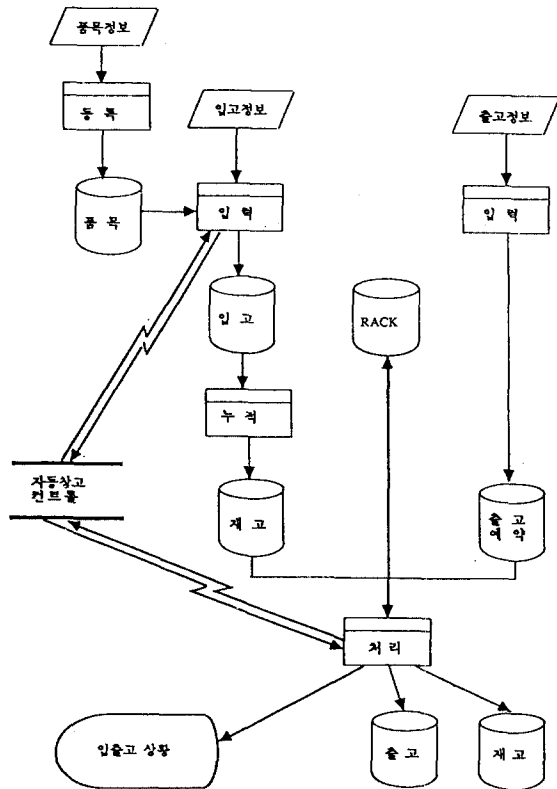 품목정보
등록
입고정보
출고정보
품목
입력
입력
입고
RACK
누적
자동창고
컨트롤
재고
출고
예약
처리
입출고 상황
출고
재고